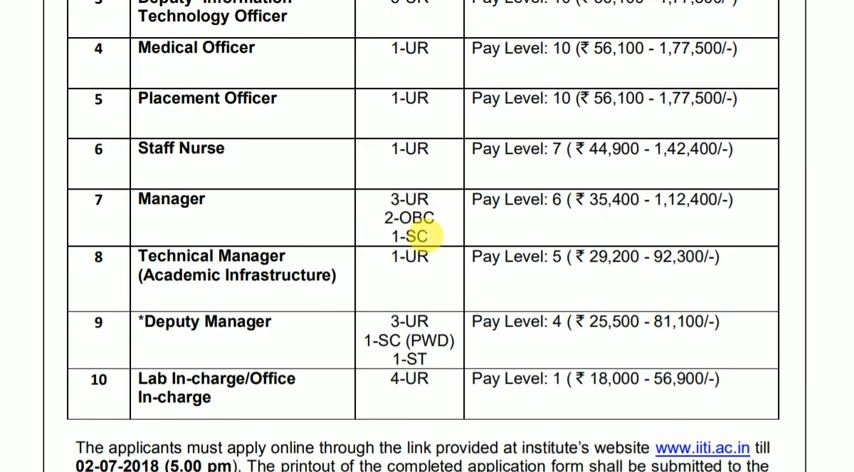 Technology Officer
4 Medical Officer 1-UR Pay Level: 10 (₹ 56,100 - 1,77,500/-)
5 Placement Officer 1-UR Pay Level: 10 (₹ 56,100 - 1,77,500/-)
6 Staff Nurse 1-UR Pay Level: 7 ( ₹ 44,900 - 1,42,400/-)
7 Manager 3-UR Pay Level: 6 ( ₹ 35,400 - 1,12,400/-)
2-OBC
1-SC
8 Technical Manager 1-UR Pay Level: 5 ( ₹ 29,200 - 92,300/-)
(Academic Infrastructure)
9 *Deputy Manager 3-UR Pay Level: 4 ( ₹ 25,500 - 81,100/-)
1-SC (PWD)
1-ST
10 Lab In-charge/Office 4-UR Pay Level: 1 ( ₹ 18,000 - 56,900/-)
In-charge
The applicants must apply online through the link provided at institute's website www.iiti.ac.in till
02-07-2018 (5.00 pm). The printout of the completed application form shall be submitted to the